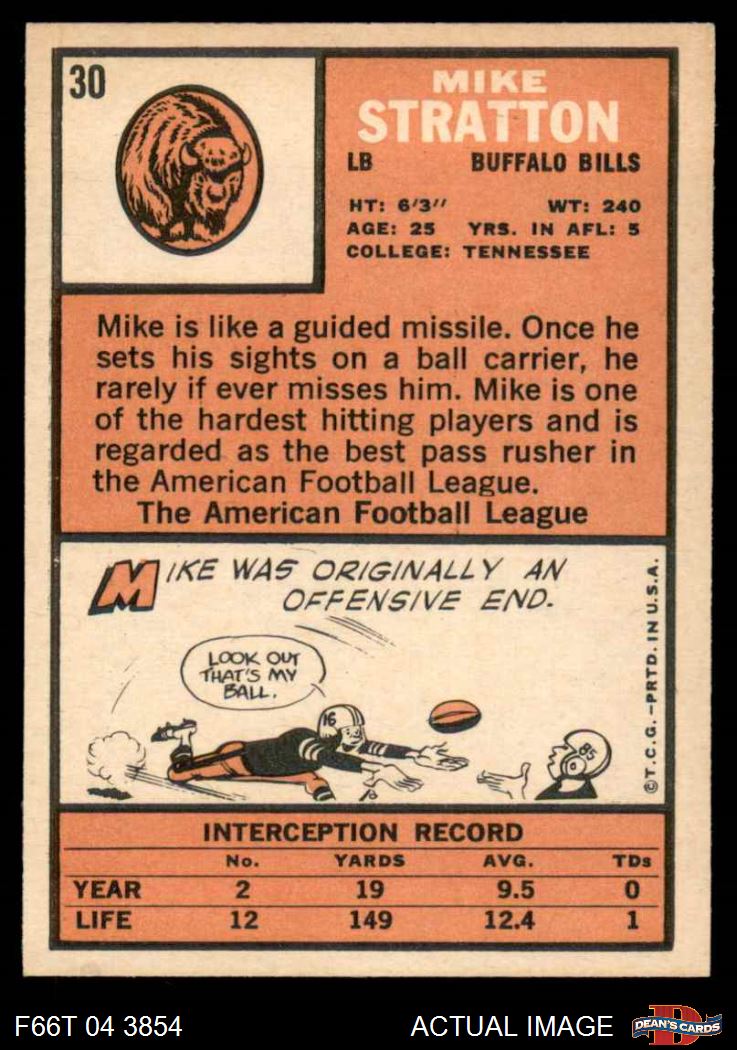 30
MIKE
STRATTON
LB BUFFALO BILLS
HT: 6'3" WT: 240
AGE: 25 YRS. IN AFL: 5
COLLEGE: TENNESSEE
Mike is like a guided missile. Once he
sets his sights on a ball carrier, he
rarely if ever misses him. Mike is one
of the hardest hitting players and is
regarded as the best pass rusher in
the American Football League.
The American Football League
MIKE WAS ORIGINALLY AN
OFFENSIVE END.
LOOK OUT
THAT'S MY
BALL.
16
85
©T.C.G.–PRTD. IN U.S.A.
INTERCEPTION RECORD
No. YARDS AVG. TDs
YEAR 2 19 9.5 0
LIFE 12 149 12.4 1
F66T 04 3854 ACTUAL IMAGE
D
DEAN'S CARDS